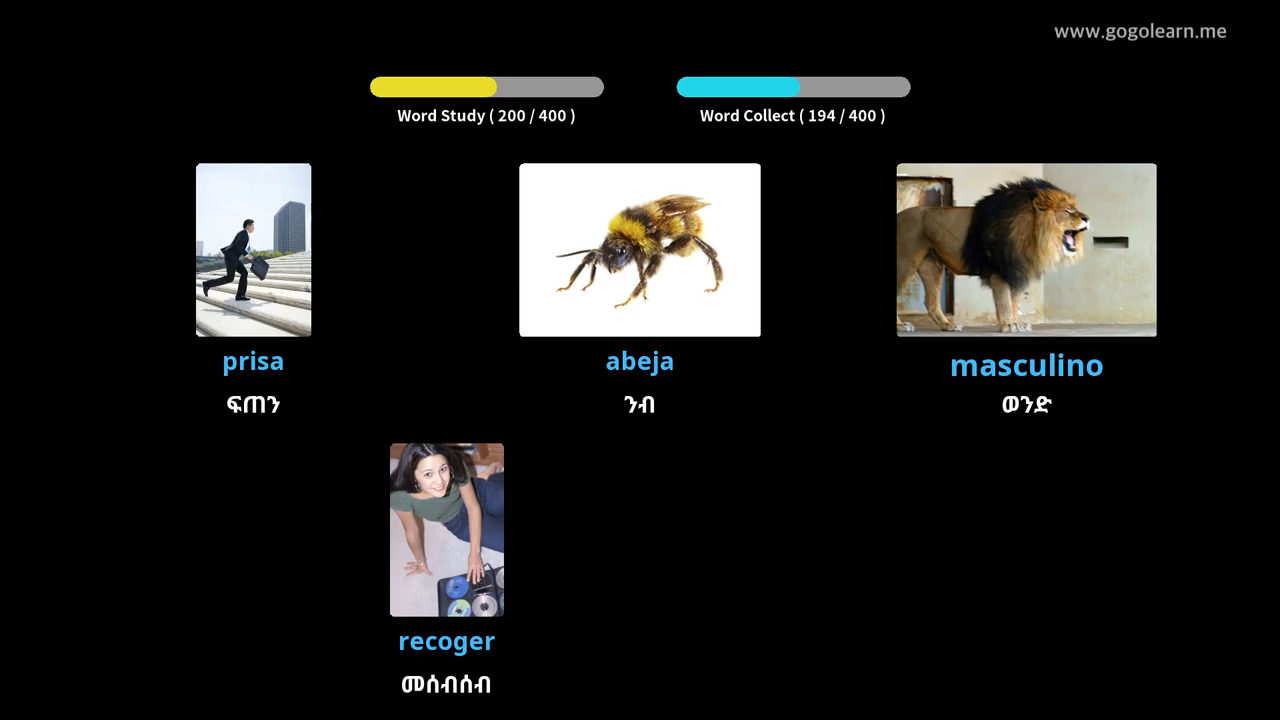 www.gogolearn.me
Word Study ( 200 / 400 )
Word Collect ( 194 / 400 )
prisa
ፍጠን
abeja
ንብ
masculino
ወንድ
recoger
መሰብሰብ